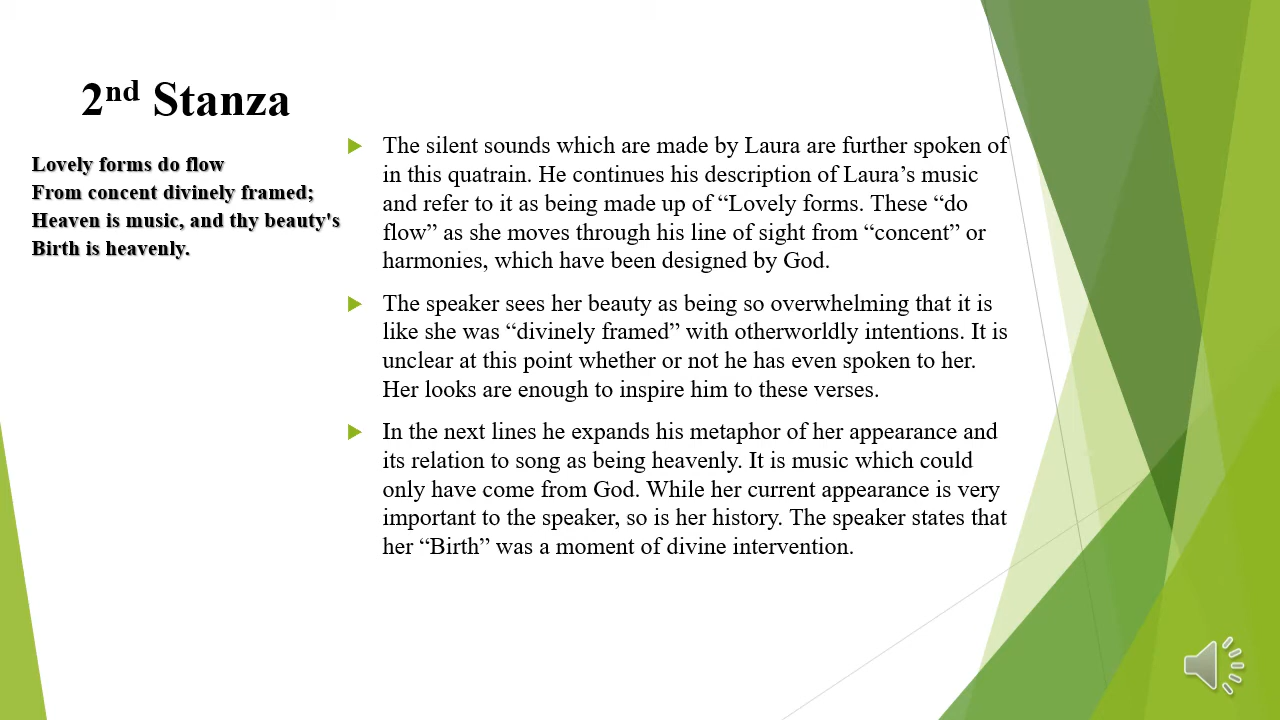 2nd Stanza
Lovely forms do flow
From concent divinely framed;
Heaven is music, and thy beauty's
Birth is heavenly.
The silent sounds which are made by Laura are further spoken of
in this quatrain. He continues his description of Laura’s music
and refer to it as being made up of “Lovely forms. These “do
flow” as she moves through his line of sight from “concent” or
harmonies, which have been designed by God.
The speaker sees her beauty as being so overwhelming that it is
like she was “divinely framed” with otherworldly intentions. It is
unclear at this point whether or not he has even spoken to her.
Her looks are enough to inspire him to these verses.
In the next lines he expands his metaphor of her appearance and
its relation to song as being heavenly. It is music which could
only have come from God. While her current appearance is very
important to the speaker, so is her history. The speaker states that
her “Birth” was a moment of divine intervention.